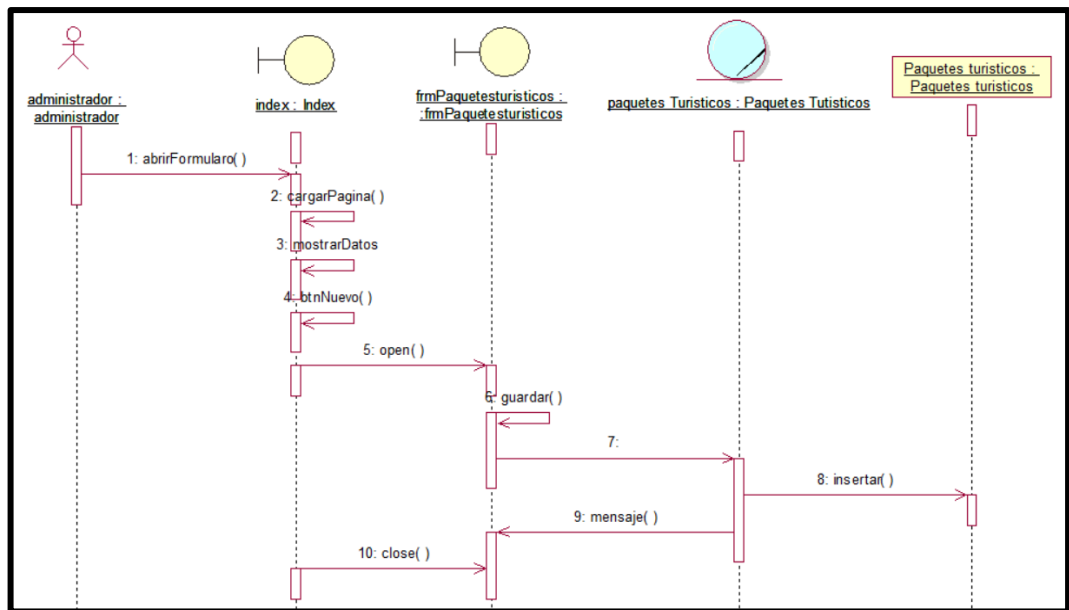 administrador :
administrador
index : Index
frmPaquetesturisticos :
:frmPaquetesturisticos
paquetes Turisticos : Paquetes Tutisticos
Paquetes turisticos :
Paquetes turisticos
1: abrirFormularo( )
2: cargarPagina( )
3: mostrarDatos
4: btnNuevo( )
5: open( )
6: guardar( )
7:
8: insertar( )
9: mensaje( )
10: close( )